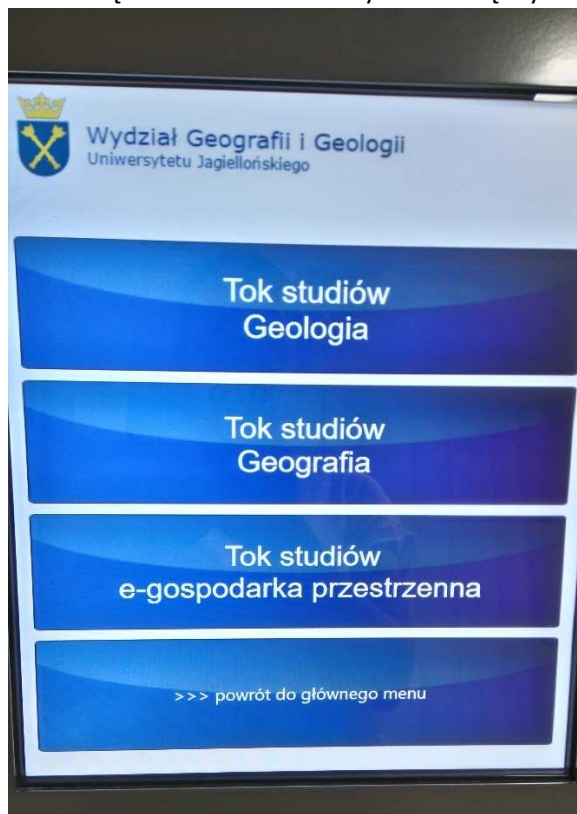 Wydział Geografii i Geologii
Uniwersytetu Jagiellońskiego
Tok studiów
Geologia
Tok studiów
Geografia
Tok studiów
e-gospodarka przestrzenna
>>> powrót do głównego menu